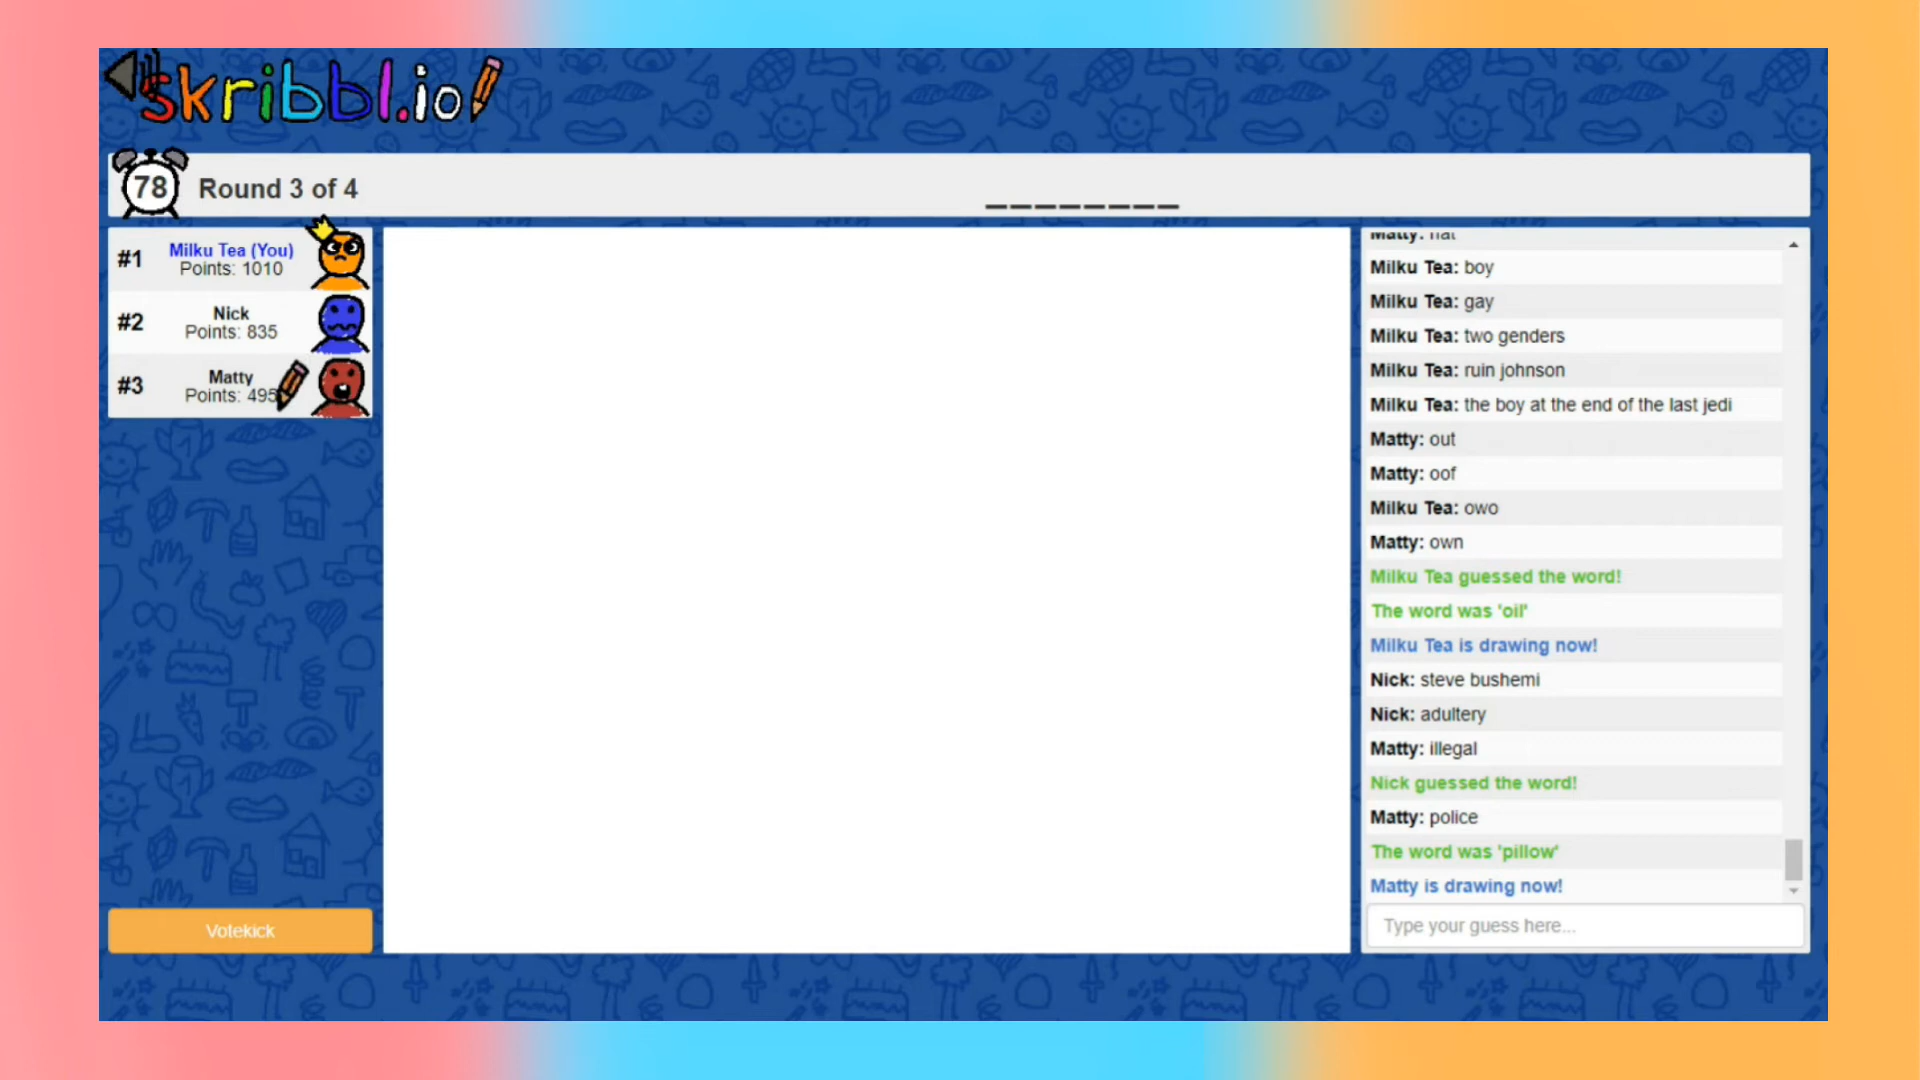 skribbl.io
78
Round 3 of 4
________
#1
Milku Tea (You)
Points: 1010
#2
Nick
Points: 835
#3
Matty
Points: 495
Votekick
Milku Tea: boy
Milku Tea: gay
Milku Tea: two genders
Milku Tea: ruin johnson
Milku Tea: the boy at the end of the last jedi
Matty: out
Matty: oof
Milku Tea: owo
Matty: own
Milku Tea guessed the word!
The word was 'oil'
Milku Tea is drawing now!
Nick: steve bushemi
Nick: adultery
Matty: illegal
Nick guessed the word!
Matty: police
The word was 'pillow'
Matty is drawing now!
Type your guess here...